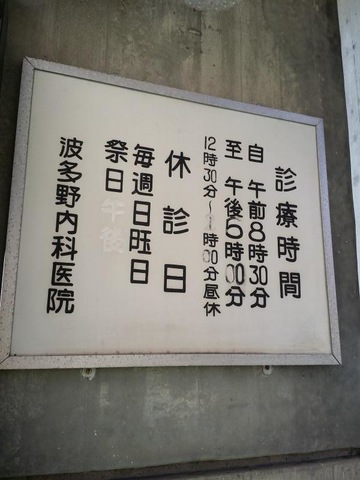 診療時間
自 午前8時30分
至 午後5時00分
12時30分～1時00分昼休
休診日
毎週日曜日
祭日 午後
波多野内科医院